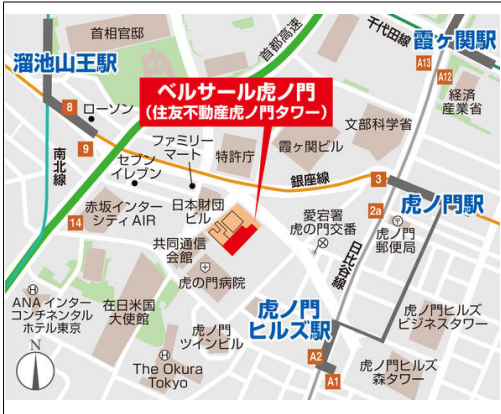 首相官邸
首都高速
千代田線
霞ヶ関駅
A13
A12
溜池山王駅
経済
産業省
ベルサール虎ノ門
（住友不動産虎ノ門タワー）
8
ローソン
9
ファミリー
マート
セブン
イレブン
特許庁
霞ヶ関ビル
文部科学省
南北線
銀座線
3
虎ノ門駅
赤坂インター
シティAIR
日本財団
ビル
愛宕署
虎の門交番
2a
虎ノ門
郵便局
14
共同通信
会館
日比谷線
虎の門病院
H
ANAインター
コンチネンタル
ホテル東京
在日米国
大使館
虎ノ門
ヒルズ駅
虎ノ門ヒルズ
ビジネスタワー
虎ノ門
ツインビル
N
H
The Okura
Tokyo
A2
A1
虎ノ門ヒルズ
森タワー